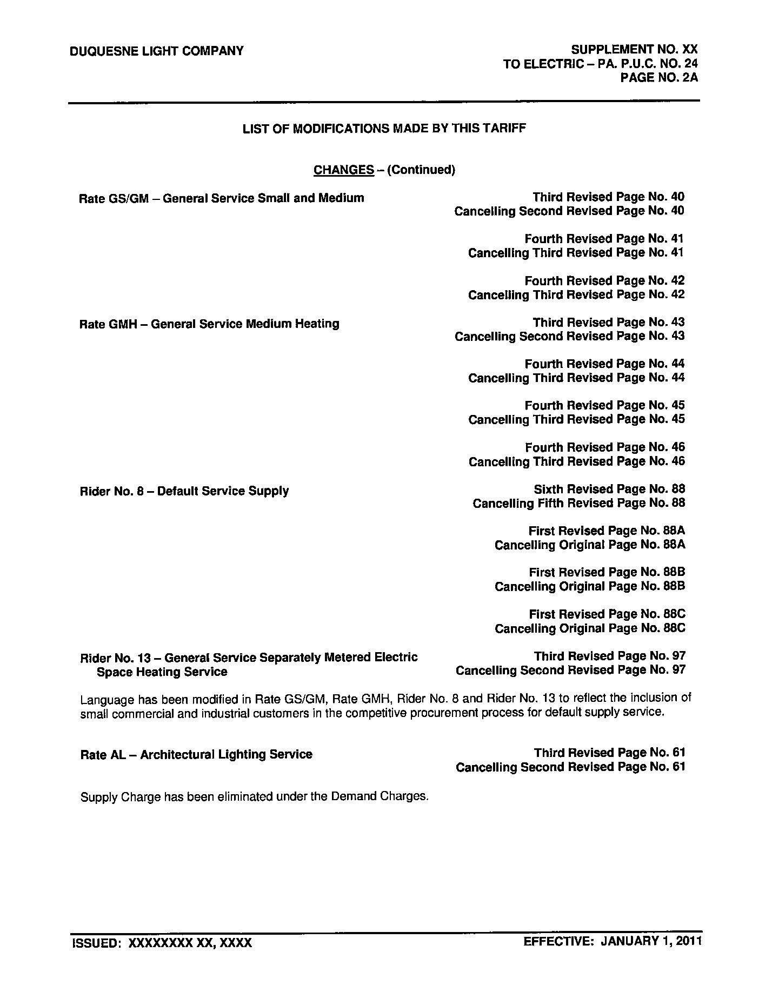 DUQUESNE LIGHT COMPANY
SUPPLEMENT NO. XX
TO ELECTRIC – PA. P.U.C. NO. 24
PAGE NO. 2A
LIST OF MODIFICATIONS MADE BY THIS TARIFF
CHANGES – (Continued)
Rate GS/GM – General Service Small and Medium
Third Revised Page No. 40
Cancelling Second Revised Page No. 40
Fourth Revised Page No. 41
Cancelling Third Revised Page No. 41
Fourth Revised Page No. 42
Cancelling Third Revised Page No. 42
Rate GMH – General Service Medium Heating
Third Revised Page No. 43
Cancelling Second Revised Page No. 43
Fourth Revised Page No. 44
Cancelling Third Revised Page No. 44
Fourth Revised Page No. 45
Cancelling Third Revised Page No. 45
Fourth Revised Page No. 46
Cancelling Third Revised Page No. 46
Rider No. 8 – Default Service Supply
Sixth Revised Page No. 88
Cancelling Fifth Revised Page No. 88
First Revised Page No. 88A
Cancelling Original Page No. 88A
First Revised Page No. 88B
Cancelling Original Page No. 88B
First Revised Page No. 88C
Cancelling Original Page No. 88C
Rider No. 13 – General Service Separately Metered Electric
Space Heating Service
Third Revised Page No. 97
Cancelling Second Revised Page No. 97
Language has been modified in Rate GS/GM, Rate GMH, Rider No. 8 and Rider No. 13 to reflect the inclusion of
small commercial and industrial customers in the competitive procurement process for default supply service.
Rate AL – Architectural Lighting Service
Third Revised Page No. 61
Cancelling Second Revised Page No. 61
Supply Charge has been eliminated under the Demand Charges.
ISSUED: XXXXXXXX XX, XXXX
EFFECTIVE: JANUARY 1, 2011